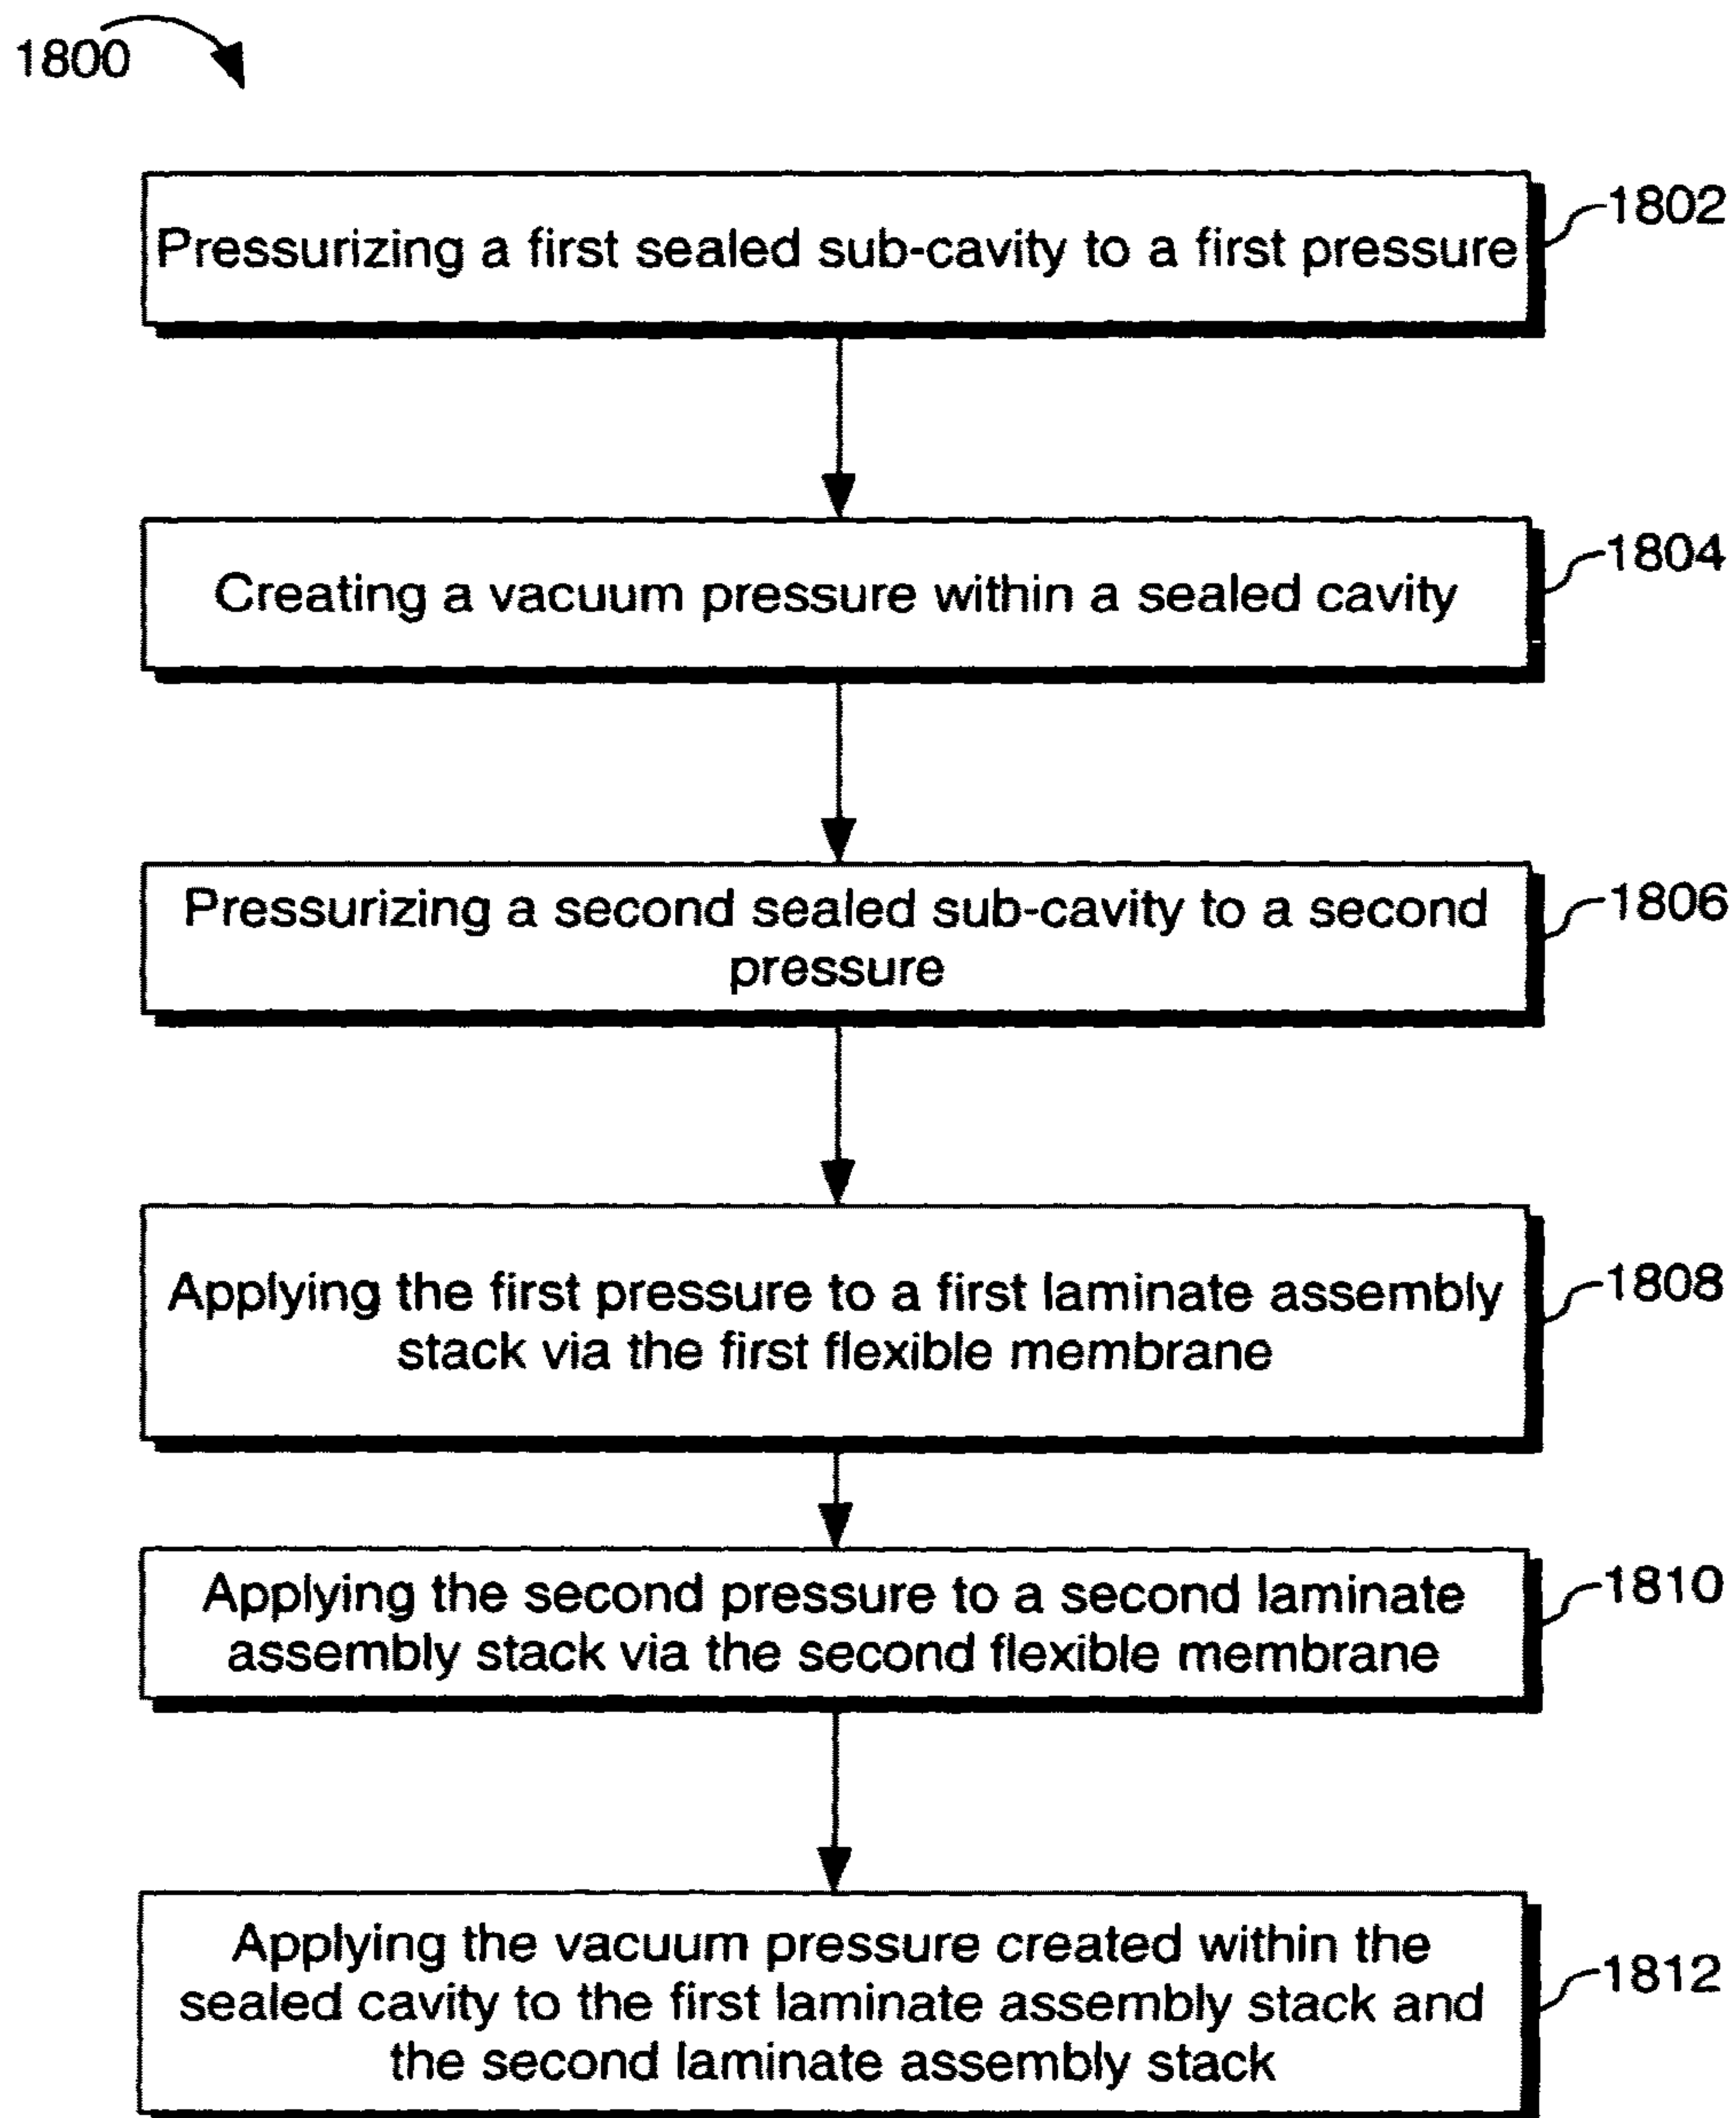 1800
Pressurizing a first sealed sub-cavity to a first pressure
1802
Creating a vacuum pressure within a sealed cavity
1804
Pressurizing a second sealed sub-cavity to a second
pressure
1806
Applying the first pressure to a first laminate assembly
stack via the first flexible membrane
1808
Applying the second pressure to a second laminate
assembly stack via the second flexible membrane
1810
Applying the vacuum pressure created within the
sealed cavity to the first laminate assembly stack and
the second laminate assembly stack
1812